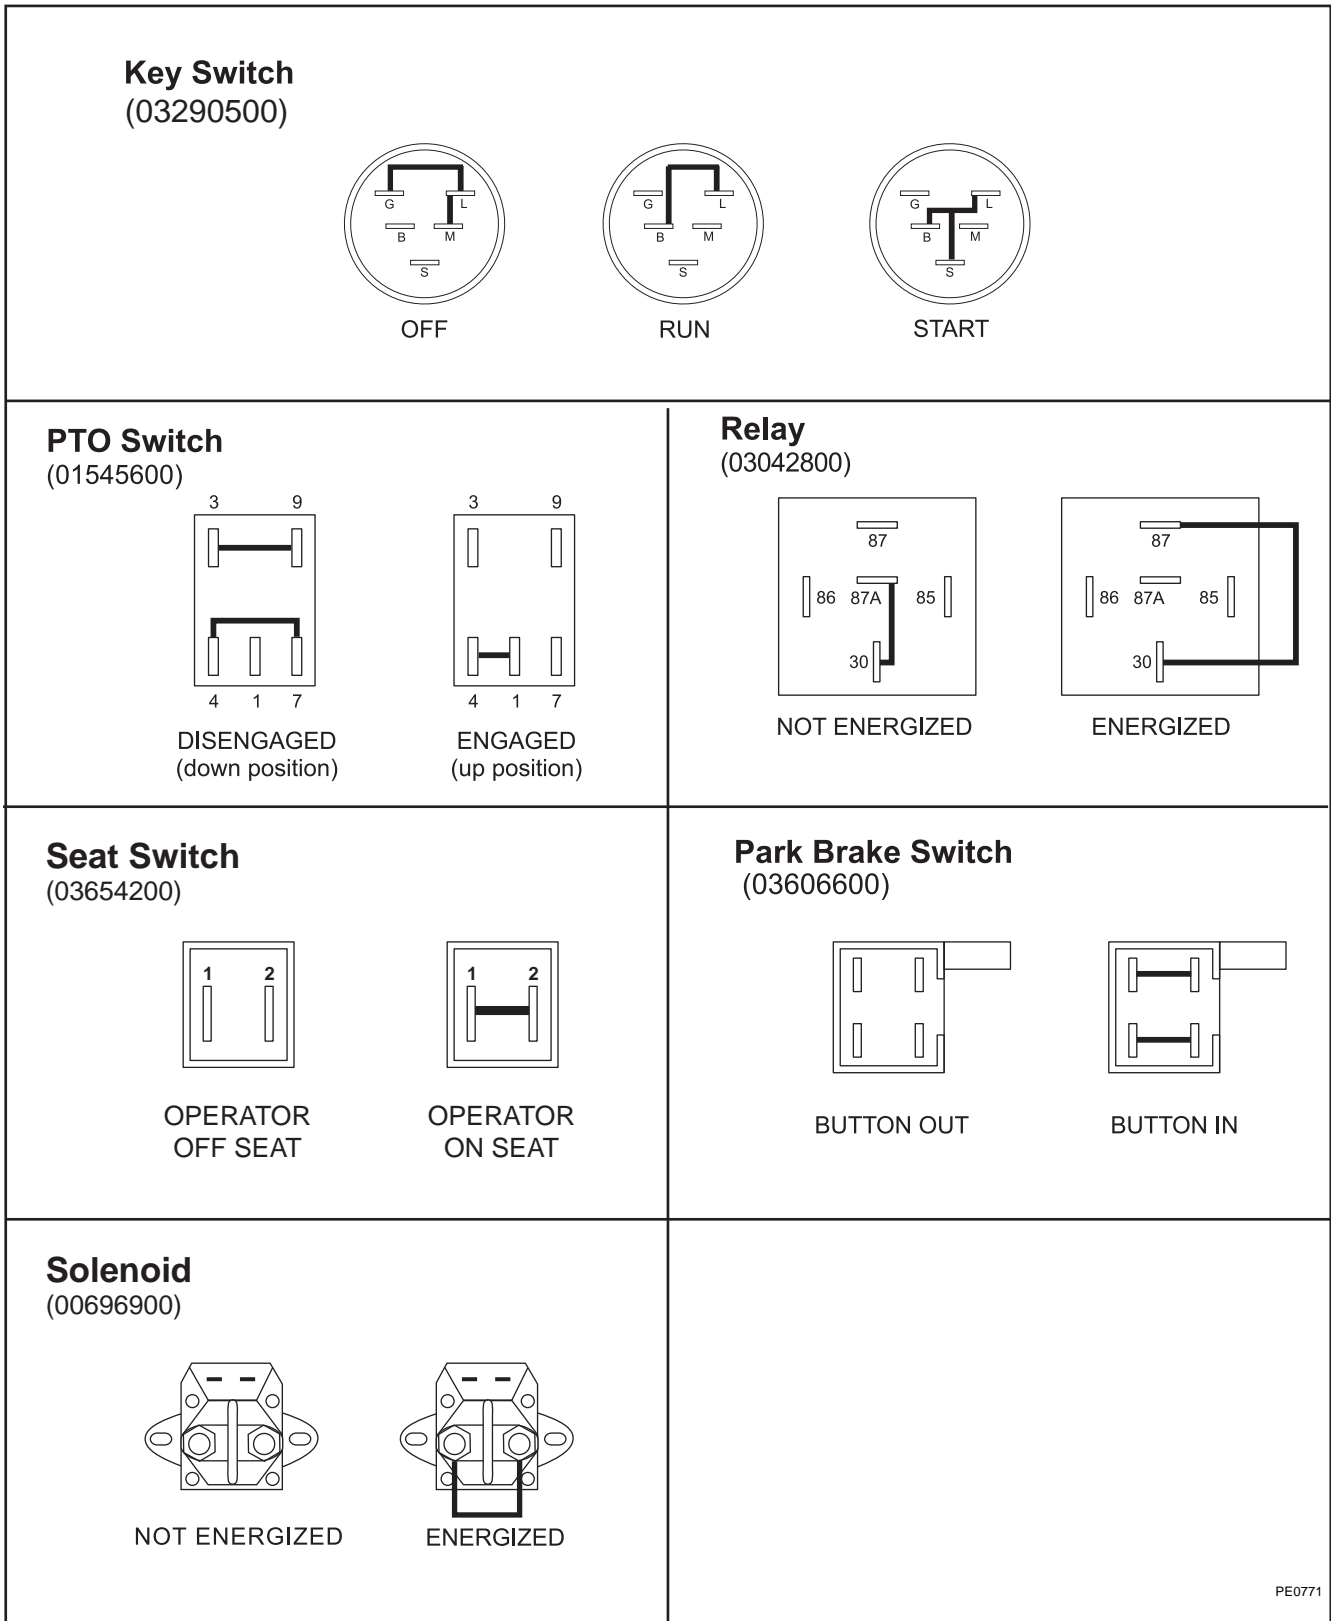 Key Switch
(03290500)
G L
B M
S
OFF
G L
B M
S
RUN
G L
B M
S
START
PTO Switch
(01545600)
3 9
4 1 7
DISENGAGED
(down position)
3 9
4 1 7
ENGAGED
(up position)
Relay
(03042800)
87
86 87A 85
30
NOT ENERGIZED
87
86 87A 85
30
ENERGIZED
Seat Switch
(03654200)
1 2
OPERATOR
OFF SEAT
1 2
OPERATOR
ON SEAT
Park Brake Switch
(03606600)
BUTTON OUT
BUTTON IN
Solenoid
(00696900)
NOT ENERGIZED
ENERGIZED
PE0771